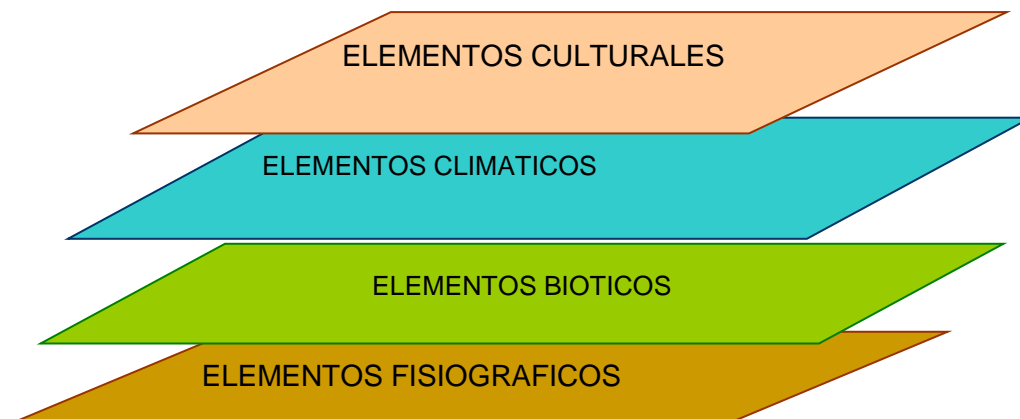 ELEMENTOS CULTURALES
ELEMENTOS CLIMATICOS
ELEMENTOS BIOTICOS
ELEMENTOS FISIOGRAFICOS